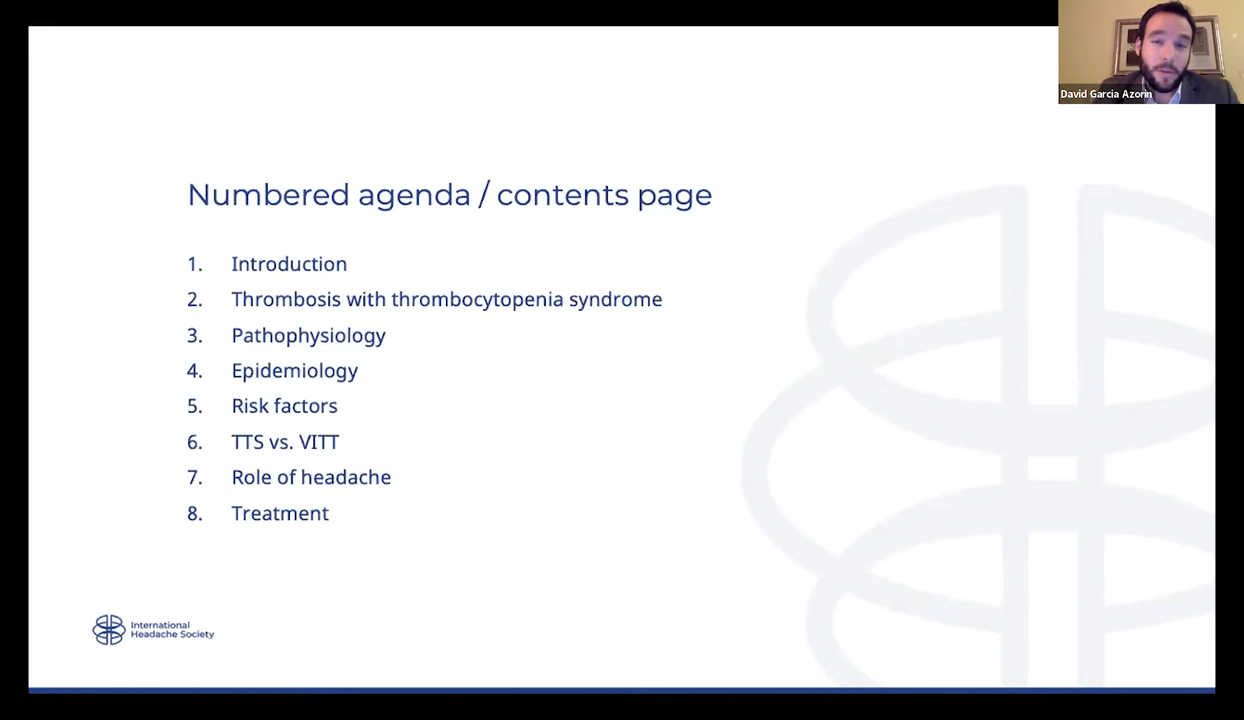 David Garcia Azorin
Numbered agenda / contents page
1. Introduction
2. Thrombosis with thrombocytopenia syndrome
3. Pathophysiology
4. Epidemiology
5. Risk factors
6. TTS vs. VITT
7. Role of headache
8. Treatment
International
Headache Society